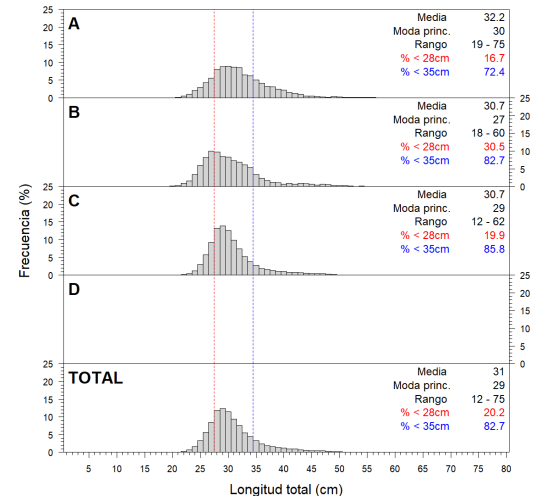 A
Media 32.2
Moda princ. 30
Rango 19 - 75
% < 28cm 16.7
% < 35cm 72.4
25
20
15
10
5
0
B
Media 30.7
Moda princ. 27
Rango 18 - 60
% < 28cm 30.5
% < 35cm 82.7
25
20
15
10
5
0
C
Media 30.7
Moda princ. 29
Rango 12 - 62
% < 28cm 19.9
% < 35cm 85.8
25
20
15
10
5
0
D
25
20
15
10
5
0
TOTAL
Media 31
Moda princ. 29
Rango 12 - 75
% < 28cm 20.2
% < 35cm 82.7
25
20
15
10
5
0
Frecuencia (%)
5 10 15 20 25 30 35 40 45 50 55 60 65 70 75 80
Longitud total (cm)